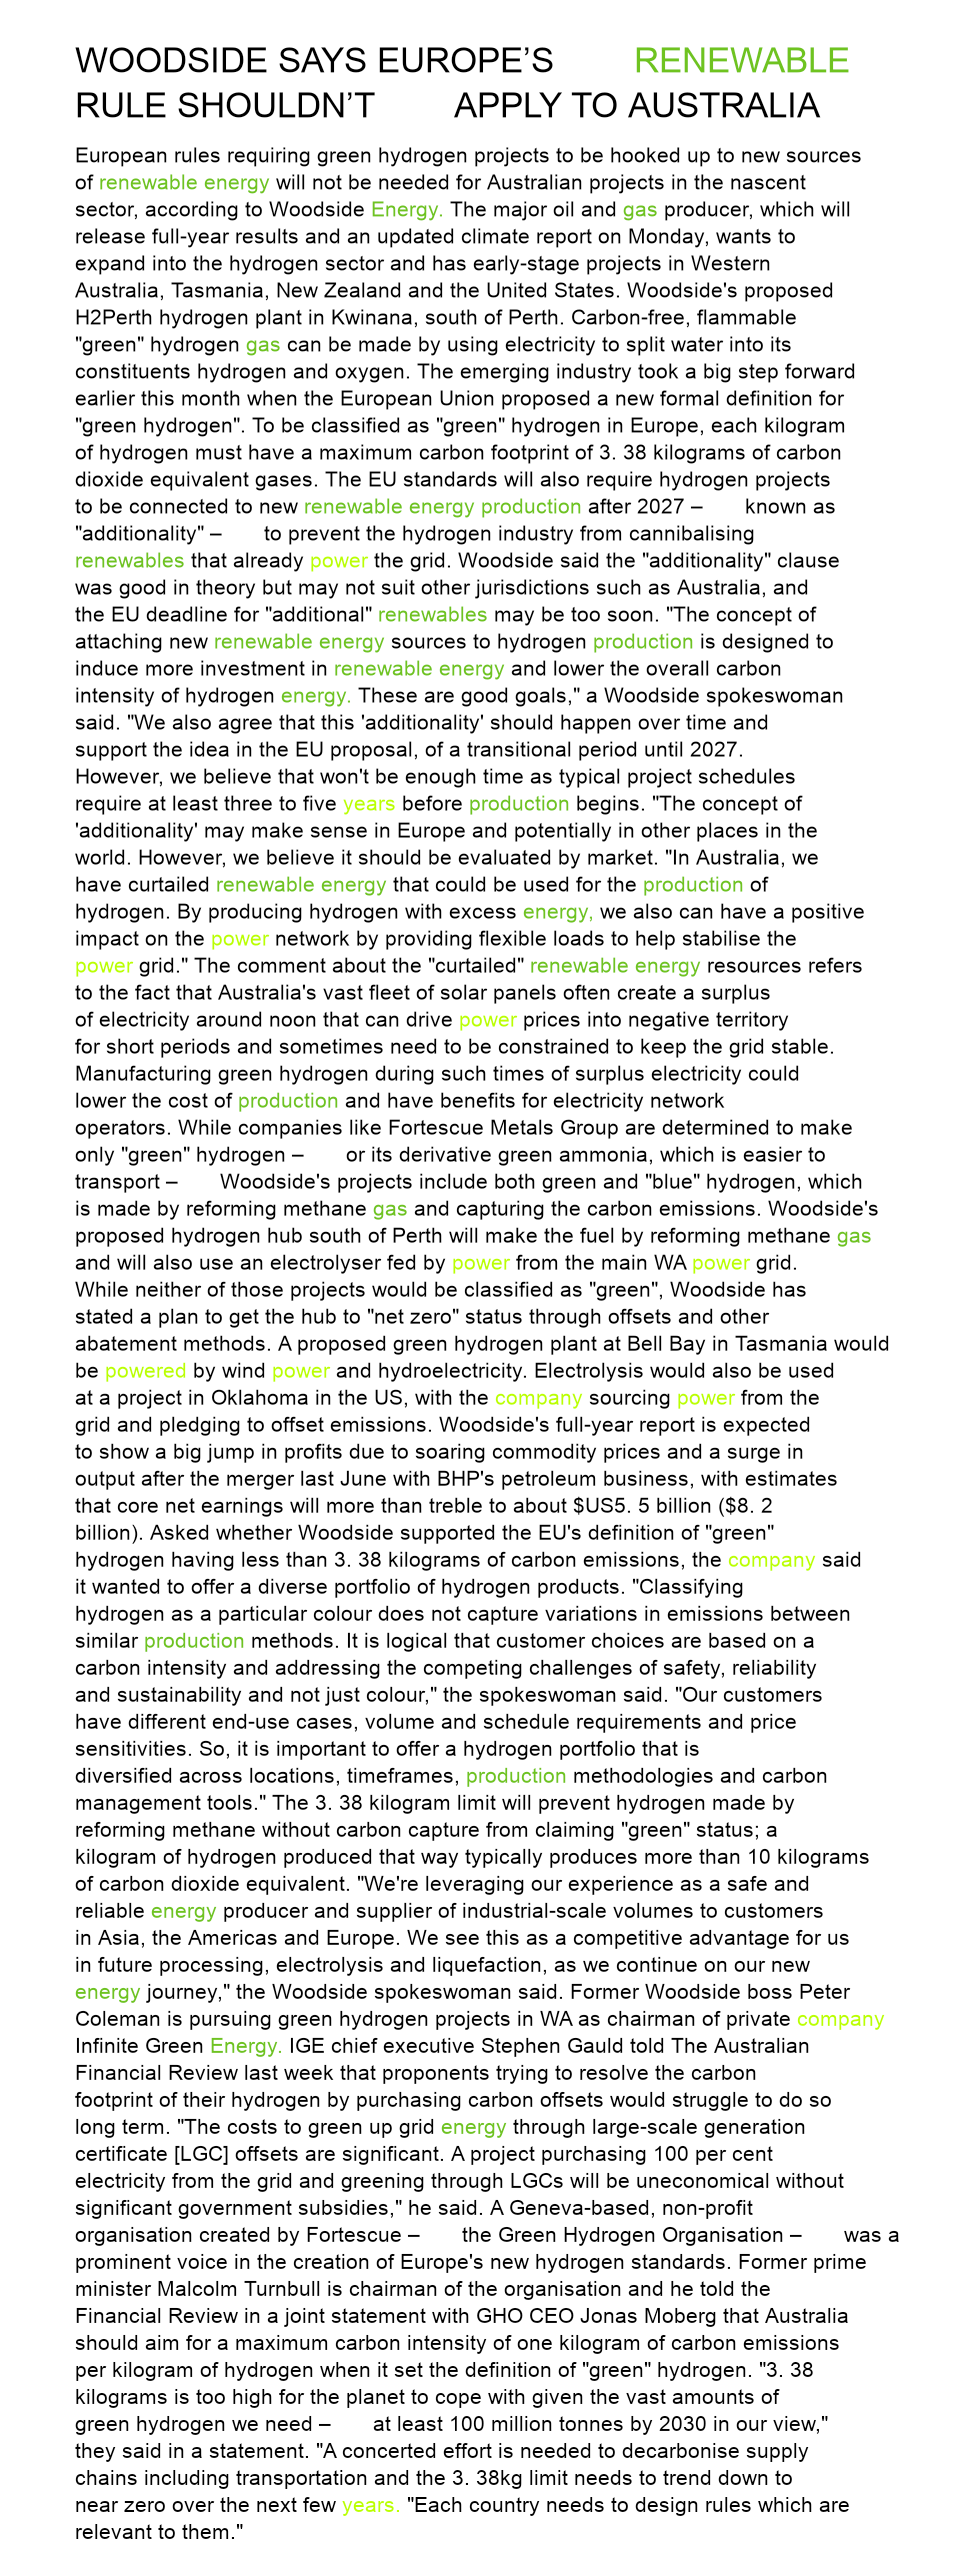 WOODSIDE SAYS EUROPE’S RENEWABLE
RULE SHOULDN’T APPLY TO AUSTRALIA
European rules requiring green hydrogen projects to be hooked up to new sources
of renewable energy will not be needed for Australian projects in the nascent
sector, according to Woodside Energy. The major oil and gas producer, which will
release full-year results and an updated climate report on Monday, wants to
expand into the hydrogen sector and has early-stage projects in Western
Australia, Tasmania, New Zealand and the United States. Woodside's proposed
H2Perth hydrogen plant in Kwinana, south of Perth. Carbon-free, flammable
"green" hydrogen gas can be made by using electricity to split water into its
constituents hydrogen and oxygen. The emerging industry took a big step forward
earlier this month when the European Union proposed a new formal definition for
"green hydrogen". To be classified as "green" hydrogen in Europe, each kilogram
of hydrogen must have a maximum carbon footprint of 3. 38 kilograms of carbon
dioxide equivalent gases. The EU standards will also require hydrogen projects
to be connected to new renewable energy production after 2027 – known as
"additionality" – to prevent the hydrogen industry from cannibalising
renewables that already power the grid. Woodside said the "additionality" clause
was good in theory but may not suit other jurisdictions such as Australia, and
the EU deadline for "additional" renewables may be too soon. "The concept of
attaching new renewable energy sources to hydrogen production is designed to
induce more investment in renewable energy and lower the overall carbon
intensity of hydrogen energy. These are good goals," a Woodside spokeswoman
said. "We also agree that this 'additionality' should happen over time and
support the idea in the EU proposal, of a transitional period until 2027.
However, we believe that won't be enough time as typical project schedules
require at least three to five years before production begins. "The concept of
'additionality' may make sense in Europe and potentially in other places in the
world. However, we believe it should be evaluated by market. "In Australia, we
have curtailed renewable energy that could be used for the production of
hydrogen. By producing hydrogen with excess energy, we also can have a positive
impact on the power network by providing flexible loads to help stabilise the
power grid." The comment about the "curtailed" renewable energy resources refers
to the fact that Australia's vast fleet of solar panels often create a surplus
of electricity around noon that can drive power prices into negative territory
for short periods and sometimes need to be constrained to keep the grid stable.
Manufacturing green hydrogen during such times of surplus electricity could
lower the cost of production and have benefits for electricity network
operators. While companies like Fortescue Metals Group are determined to make
only "green" hydrogen – or its derivative green ammonia, which is easier to
transport – Woodside's projects include both green and "blue" hydrogen, which
is made by reforming methane gas and capturing the carbon emissions. Woodside's
proposed hydrogen hub south of Perth will make the fuel by reforming methane gas
and will also use an electrolyser fed by power from the main WA power grid.
While neither of those projects would be classified as "green", Woodside has
stated a plan to get the hub to "net zero" status through offsets and other
abatement methods. A proposed green hydrogen plant at Bell Bay in Tasmania would
be powered by wind power and hydroelectricity. Electrolysis would also be used
at a project in Oklahoma in the US, with the company sourcing power from the
grid and pledging to offset emissions. Woodside's full-year report is expected
to show a big jump in profits due to soaring commodity prices and a surge in
output after the merger last June with BHP's petroleum business, with estimates
that core net earnings will more than treble to about $US5. 5 billion ($8. 2
billion). Asked whether Woodside supported the EU's definition of "green"
hydrogen having less than 3. 38 kilograms of carbon emissions, the company said
it wanted to offer a diverse portfolio of hydrogen products. "Classifying
hydrogen as a particular colour does not capture variations in emissions between
similar production methods. It is logical that customer choices are based on a
carbon intensity and addressing the competing challenges of safety, reliability
and sustainability and not just colour," the spokeswoman said. "Our customers
have different end-use cases, volume and schedule requirements and price
sensitivities. So, it is important to offer a hydrogen portfolio that is
diversified across locations, timeframes, production methodologies and carbon
management tools." The 3. 38 kilogram limit will prevent hydrogen made by
reforming methane without carbon capture from claiming "green" status; a
kilogram of hydrogen produced that way typically produces more than 10 kilograms
of carbon dioxide equivalent. "We're leveraging our experience as a safe and
reliable energy producer and supplier of industrial-scale volumes to customers
in Asia, the Americas and Europe. We see this as a competitive advantage for us
in future processing, electrolysis and liquefaction, as we continue on our new
energy journey," the Woodside spokeswoman said. Former Woodside boss Peter
Coleman is pursuing green hydrogen projects in WA as chairman of private company
Infinite Green Energy. IGE chief executive Stephen Gauld told The Australian
Financial Review last week that proponents trying to resolve the carbon
footprint of their hydrogen by purchasing carbon offsets would struggle to do so
long term. "The costs to green up grid energy through large-scale generation
certificate [LGC] offsets are significant. A project purchasing 100 per cent
electricity from the grid and greening through LGCs will be uneconomical without
significant government subsidies," he said. A Geneva-based, non-profit
organisation created by Fortescue – the Green Hydrogen Organisation – was a
prominent voice in the creation of Europe's new hydrogen standards. Former prime
minister Malcolm Turnbull is chairman of the organisation and he told the
Financial Review in a joint statement with GHO CEO Jonas Moberg that Australia
should aim for a maximum carbon intensity of one kilogram of carbon emissions
per kilogram of hydrogen when it set the definition of "green" hydrogen. "3. 38
kilograms is too high for the planet to cope with given the vast amounts of
green hydrogen we need – at least 100 million tonnes by 2030 in our view,"
they said in a statement. "A concerted effort is needed to decarbonise supply
chains including transportation and the 3. 38kg limit needs to trend down to
near zero over the next few years. "Each country needs to design rules which are
relevant to them."